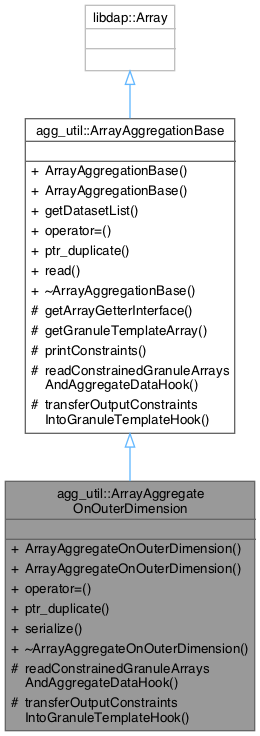 libdap::Array
agg_util::ArrayAggregationBase
+ ArrayAggregationBase()
+ ArrayAggregationBase()
+ getDatasetList()
+ operator=()
+ ptr_duplicate()
+ read()
+ ~ArrayAggregationBase()
# getArrayGetterInterface()
# getGranuleTemplateArray()
# printConstraints()
# readConstrainedGranuleArrays
AndAggregateDataHook()
# transferOutputConstraints
IntoGranuleTemplateHook()
agg_util::ArrayAggregate
OnOuterDimension
+ ArrayAggregateOnOuterDimension()
+ ArrayAggregateOnOuterDimension()
+ operator=()
+ ptr_duplicate()
+ serialize()
+ ~ArrayAggregateOnOuterDimension()
# readConstrainedGranuleArrays
AndAggregateDataHook()
# transferOutputConstraints
IntoGranuleTemplateHook()